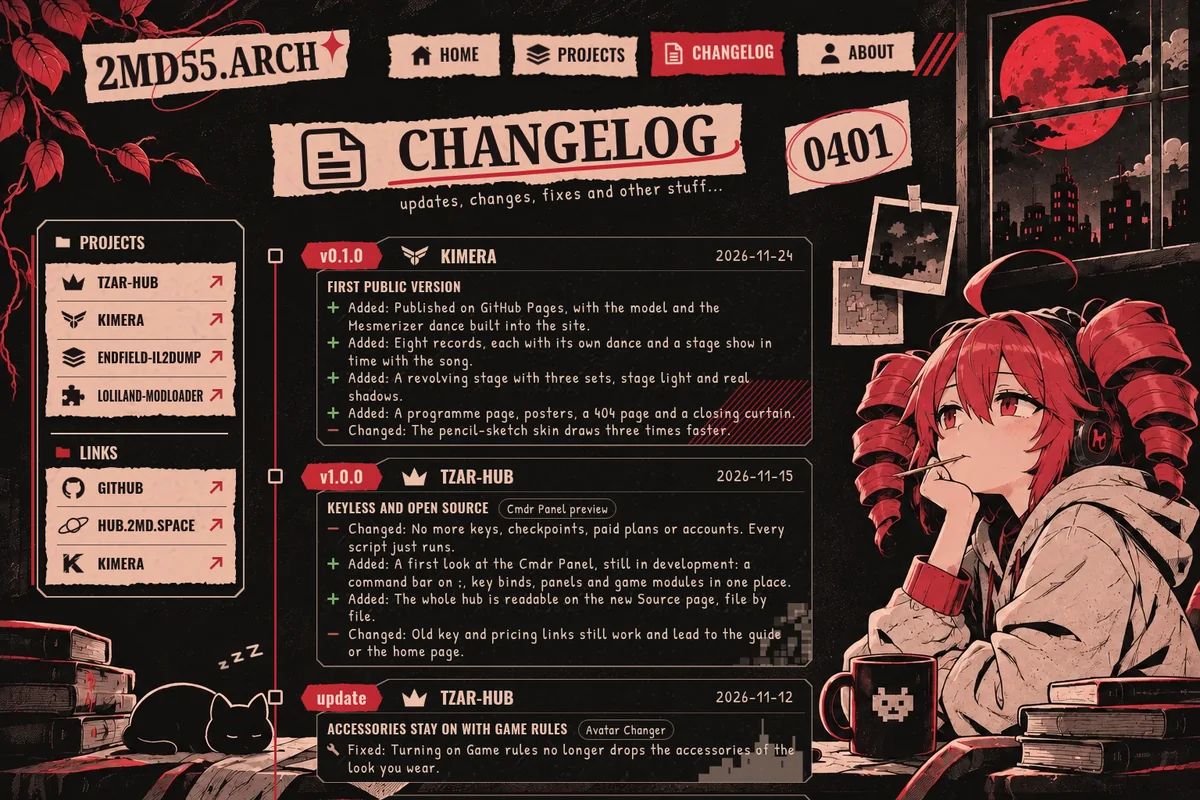 2MD55.ARCH
HOME
PROJECTS
CHANGELOG
ABOUT
CHANGELOG
0401
updates, changes, fixes and other stuff...
PROJECTS
TZAR-HUB
KIMERA
ENDFIELD-IL2DUMP
LOLILAND-MODLOADER
LINKS
GITHUB
HUB.2MD.SPACE
KIMERA
v0.1.0 KIMERA 2026-11-24
FIRST PUBLIC VERSION
+ Added: Published on GitHub Pages, with the model and the
Mesmerizer dance built into the site.
+ Added: Eight records, each with its own dance and a stage show in
time with the song.
+ Added: A revolving stage with three sets, stage light and real
shadows.
+ Added: A programme page, posters, a 404 page and a closing curtain.
– Changed: The pencil-sketch skin draws three times faster.
v1.0.0 TZAR-HUB 2026-11-15
KEYLESS AND OPEN SOURCE Cmdr Panel preview
– Changed: No more keys, checkpoints, paid plans or accounts. Every
script just runs.
+ Added: A first look at the Cmdr Panel, still in development: a
command bar on ;, key binds, panels and game modules in one place.
+ Added: The whole hub is readable on the new Source page, file by
file.
– Changed: Old key and pricing links still work and lead to the guide
or the home page.
update TZAR-HUB 2026-11-12
ACCESSORIES STAY ON WITH GAME RULES Avatar Changer
Fixed: Turning on Game rules no longer drops the accessories of the
look you wear.
z z z